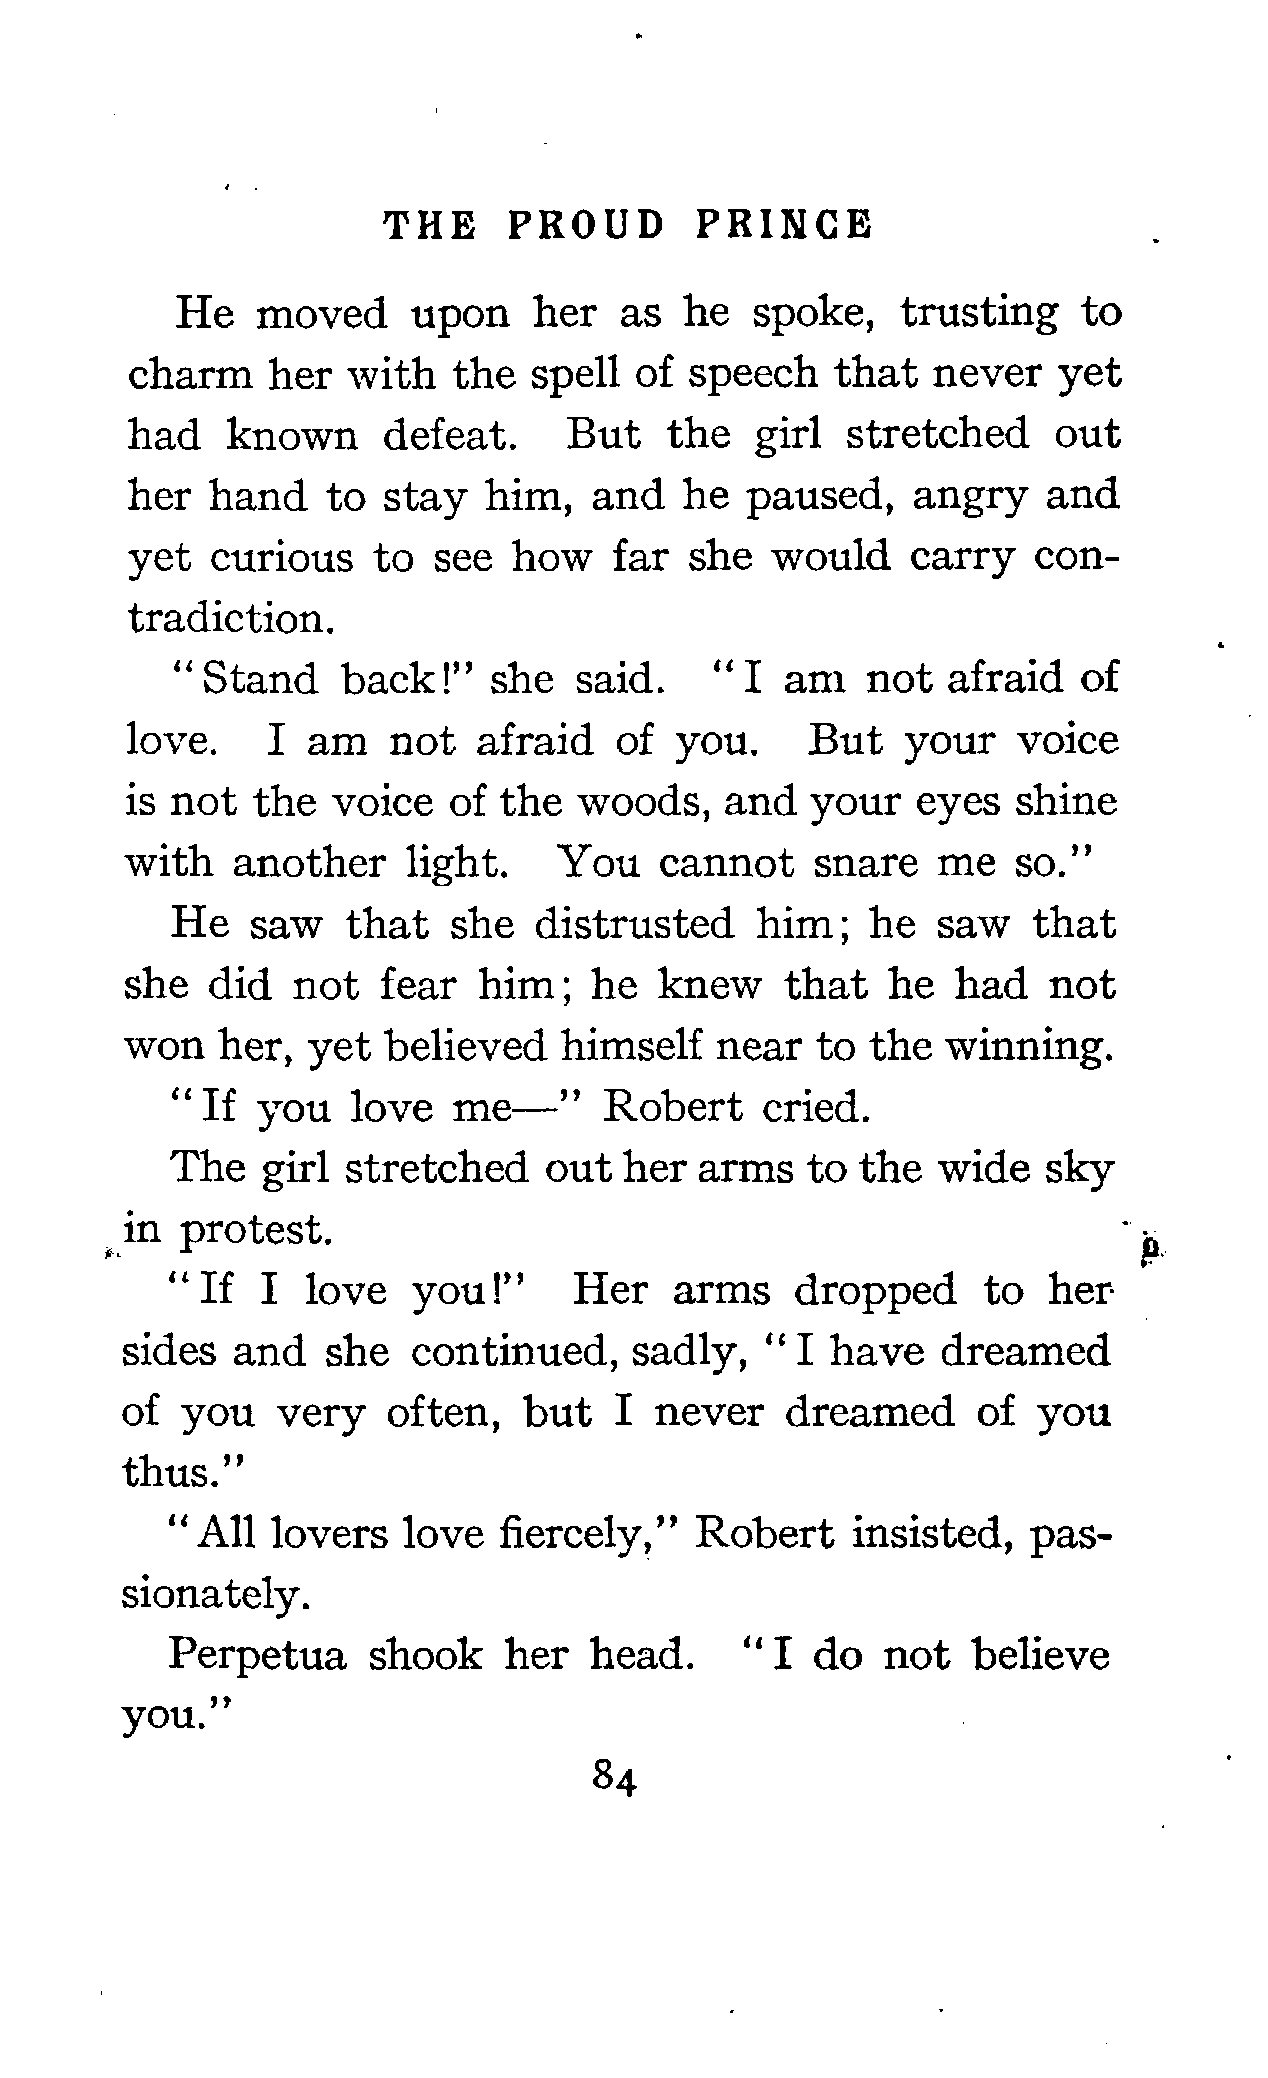 THE PROUD PRINCE
He moved upon her as he spoke, trusting to
charm her with the spell of speech that never yet
had known defeat. But the girl stretched out
her hand to stay him, and he paused, angry and
yet curious to see how far she would carry con-
tradiction.
"Stand back!" she said. "I am not afraid of
love. I am not afraid of you. But your voice
is not the voice of the woods, and your eyes shine
with another light. You cannot snare me so."
He saw that she distrusted him; he saw that
she did not fear him; he knew that he had not
won her, yet believed himself near to the winning.
"If you love me—" Robert cried.
The girl stretched out her arms to the wide sky
in protest.
"If I love you!" Her arms dropped to her
sides and she continued, sadly, "I have dreamed
of you very often, but I never dreamed of you
thus."
"All lovers love fiercely," Robert insisted, pas-
sionately.
Perpetua shook her head. "I do not believe
you."
84